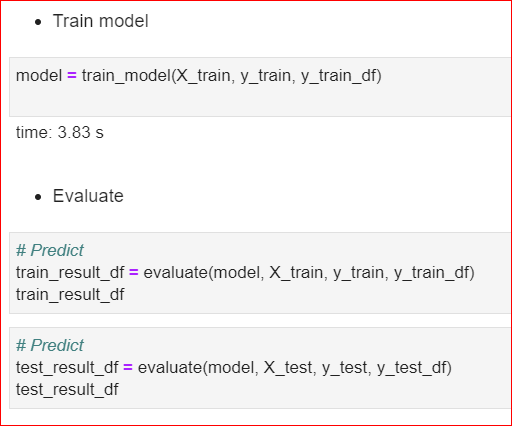 • Train model
model = train_model(X_train, y_train, y_train_df)
time: 3.83 s
• Evaluate
# Predict
train_result_df = evaluate(model, X_train, y_train, y_train_df)
train_result_df
# Predict
test_result_df = evaluate(model, X_test, y_test, y_test_df)
test_result_df